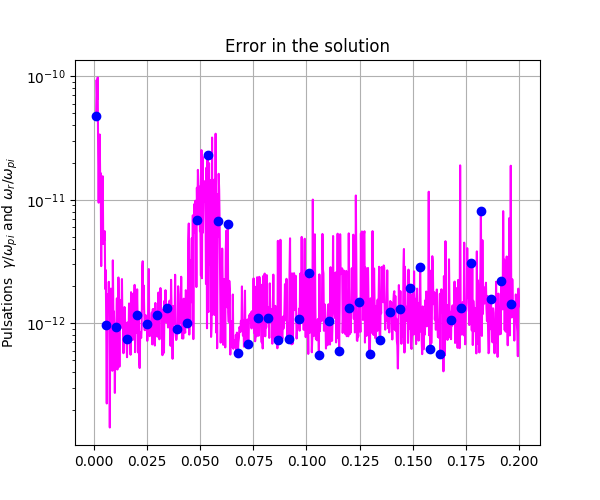 Error in the solution
Pulsations γ/ω_pi and ω_r/ω_pi
10^−10
10^−11
10^−12
0.000 0.025 0.050 0.075 0.100 0.125 0.150 0.175 0.200